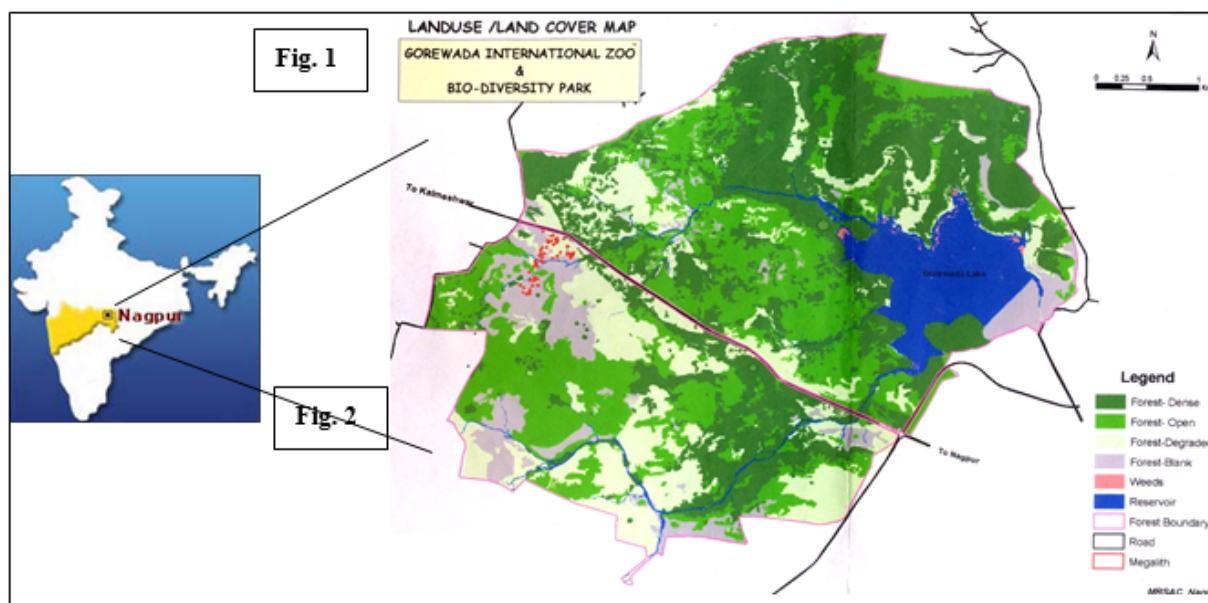 Fig. 1
LANDUSE /LAND COVER MAP
GOREWADA INTERNATIONAL ZOO
&
BIO-DIVERSITY PARK
N
0 0.25 0.5 1
To Kalmeshwar
Nagpur
Gorewada Lake
Fig. 2
To Nagpur
Legend
Forest- Dense
Forest- Open
Forest-Degraded
Forest-Blank
Weeds
Reservoir
Forest Boundary
Road
Megalith
MRSAC, Nagp